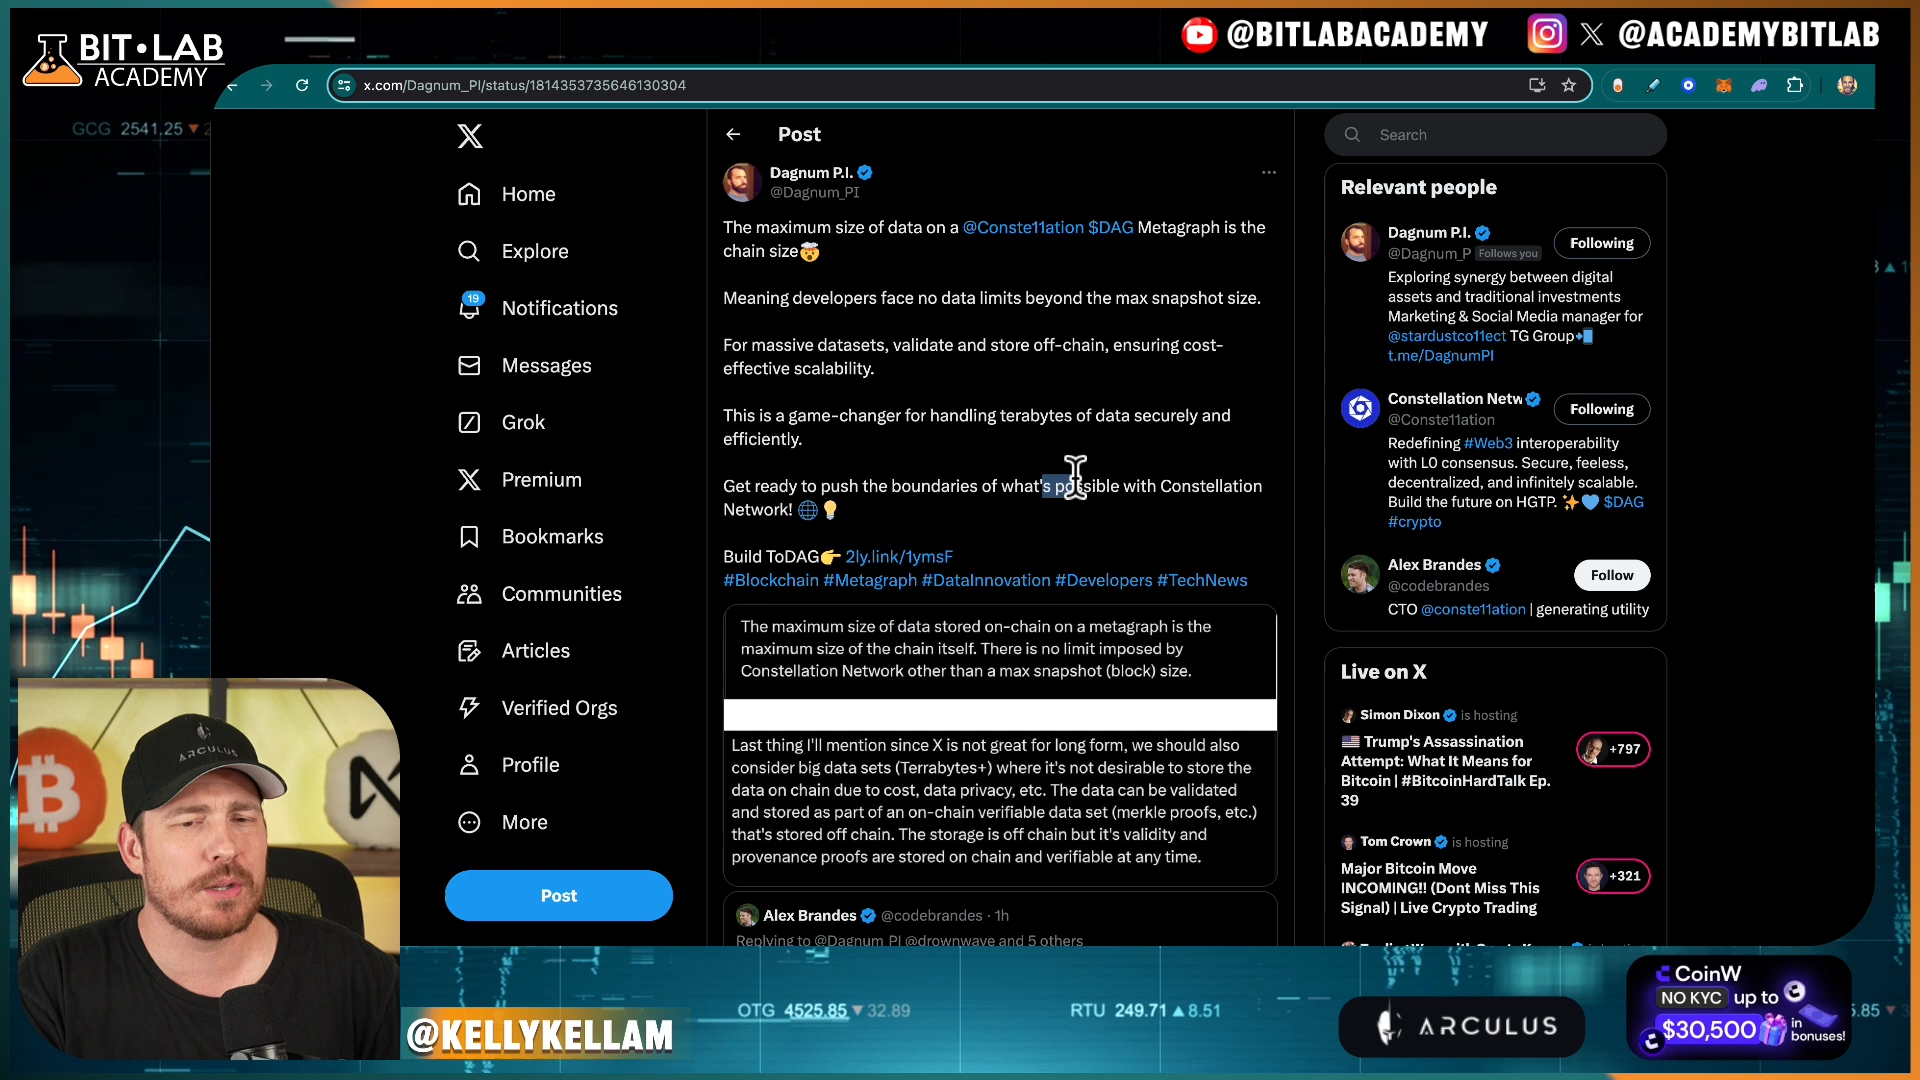 BIT•LAB
ACADEMY
@BITLABACADEMY
@ACADEMYBITLAB
x.com/Dagnum_PI/status/1814353735646130304
GCG 2541.25 ▼
Home
Explore
19
Notifications
Messages
Grok
Premium
Bookmarks
Communities
Articles
Verified Orgs
Profile
More
Post
Post
Dagnum P.I.
@Dagnum_PI
The maximum size of data on a @Conste11ation $DAG Metagraph is the
chain size🤯
Meaning developers face no data limits beyond the max snapshot size.
For massive datasets, validate and store off-chain, ensuring cost-
effective scalability.
This is a game-changer for handling terabytes of data securely and
efficiently.
Get ready to push the boundaries of what's possible with Constellation
Network! 🌐💡
Build ToDAG👉 2ly.link/1ymsF
#Blockchain #Metagraph #DataInnovation #Developers #TechNews
The maximum size of data stored on-chain on a metagraph is the
maximum size of the chain itself. There is no limit imposed by
Constellation Network other than a max snapshot (block) size.
Last thing I'll mention since X is not great for long form, we should also
consider big data sets (Terrabytes+) where it's not desirable to store the
data on chain due to cost, data privacy, etc. The data can be validated
and stored as part of an on-chain verifiable data set (merkle proofs, etc.)
that's stored off chain. The storage is off chain but it's validity and
provenance proofs are stored on chain and verifiable at any time.
Alex Brandes @codebrandes · 1h
Replying to @Dagnum_PI @drownwave and 5 others
Search
Relevant people
Dagnum P.I.
@Dagnum_P Follows you
Following
Exploring synergy between digital
assets and traditional investments
Marketing & Social Media manager for
@stardustco11ect TG Group📲
t.me/DagnumPI
Constellation Netw
@Conste11ation
Following
Redefining #Web3 interoperability
with L0 consensus. Secure, feeless,
decentralized, and infinitely scalable.
Build the future on HGTP. ✨💙 $DAG
#crypto
Alex Brandes
@codebrandes
Follow
CTO @conste11ation | generating utility
Live on X
Simon Dixon is hosting
🇺🇸 Trump's Assassination
Attempt: What It Means for
Bitcoin | #BitcoinHardTalk Ep.
39
+797
Tom Crown is hosting
Major Bitcoin Move
INCOMING!! (Dont Miss This
Signal) | Live Crypto Trading
+321
ARCULUS
@KELLYKELLAM
OTG 4525.85 ▼ 32.89
RTU 249.71 ▲ 8.51
ARCULUS
CoinW
NO KYC up to
$30,500 in
bonuses!
5.85 ▼